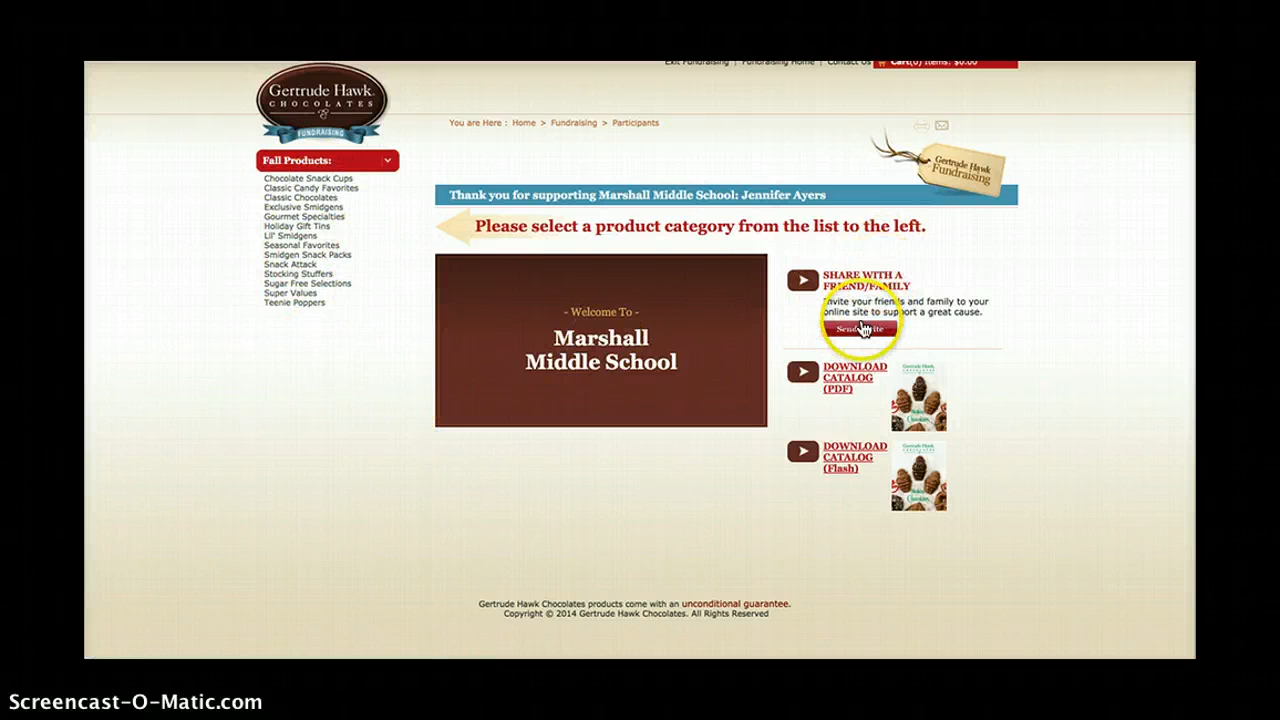 Exit Fundraising | Fundraising Home | Contact Us
Cart(0) Items: $0.00
Gertrude Hawk
CHOCOLATES
&
FUNDRAISING
You are Here : Home > Fundraising > Participants
Gertrude Hawk
Fundraising
Fall Products:
Chocolate Snack Cups
Classic Candy Favorites
Classic Chocolates
Exclusive Smidgens
Gourmet Specialties
Holiday Gift Tins
Lil' Smidgens
Seasonal Favorites
Smidgen Snack Packs
Snack Attack
Stocking Stuffers
Sugar Free Selections
Super Values
Teenie Poppers
Thank you for supporting Marshall Middle School: Jennifer Ayers
Please select a product category from the list to the left.
- Welcome To -
Marshall
Middle School
SHARE WITH A
FRIEND/FAMILY
Invite your friends and family to your
online site to support a great cause.
DOWNLOAD
CATALOG
(PDF)
DOWNLOAD
CATALOG
(Flash)
Gertrude Hawk Chocolates products come with an unconditional guarantee.
Copyright © 2014 Gertrude Hawk Chocolates. All Rights Reserved
Screencast-O-Matic.com